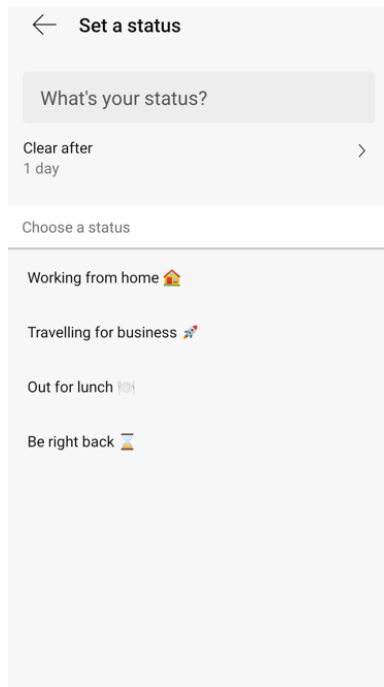 Set a status
What's your status?
Clear after
1 day
Choose a status
Working from home 🏠
Travelling for business 🚀
Out for lunch 🍽️
Be right back ⌛